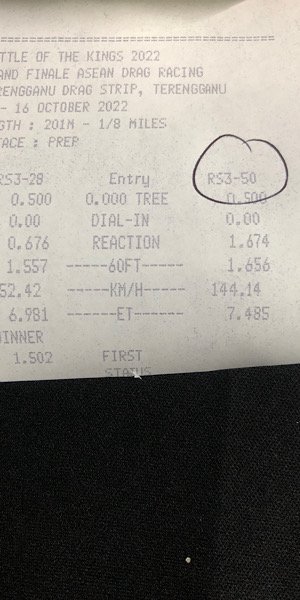 TTLE OF THE KINGS 2022
AND FINALE ASEAN DRAG RACING
RENGGANU DRAG STRIP, TERENGGANU
- 16 OCTOBER 2022
GTH : 201M - 1/8 MILES
FACE : PREP
RS3-28 Entry RS3-50
0.500 0.000 TREE 0.500
0.00 DIAL-IN 0.00
0.676 REACTION 1.674
1.557 -----60FT----- 1.656
52.42 -----KM/H----- 144.14
6.981 ------ET------ 7.485
WINNER
1.502 FIRST
STATUS